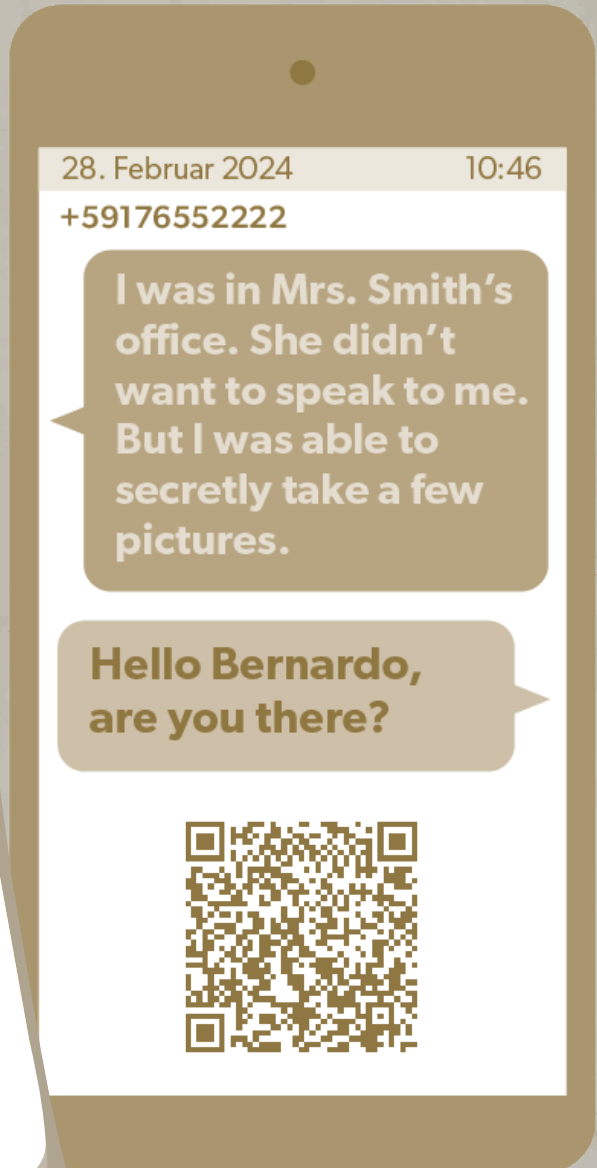 28. Februar 2024 10:46
+59176552222
I was in Mrs. Smith’s
office. She didn’t
want to speak to me.
But I was able to
secretly take a few
pictures.
Hello Bernardo,
are you there?